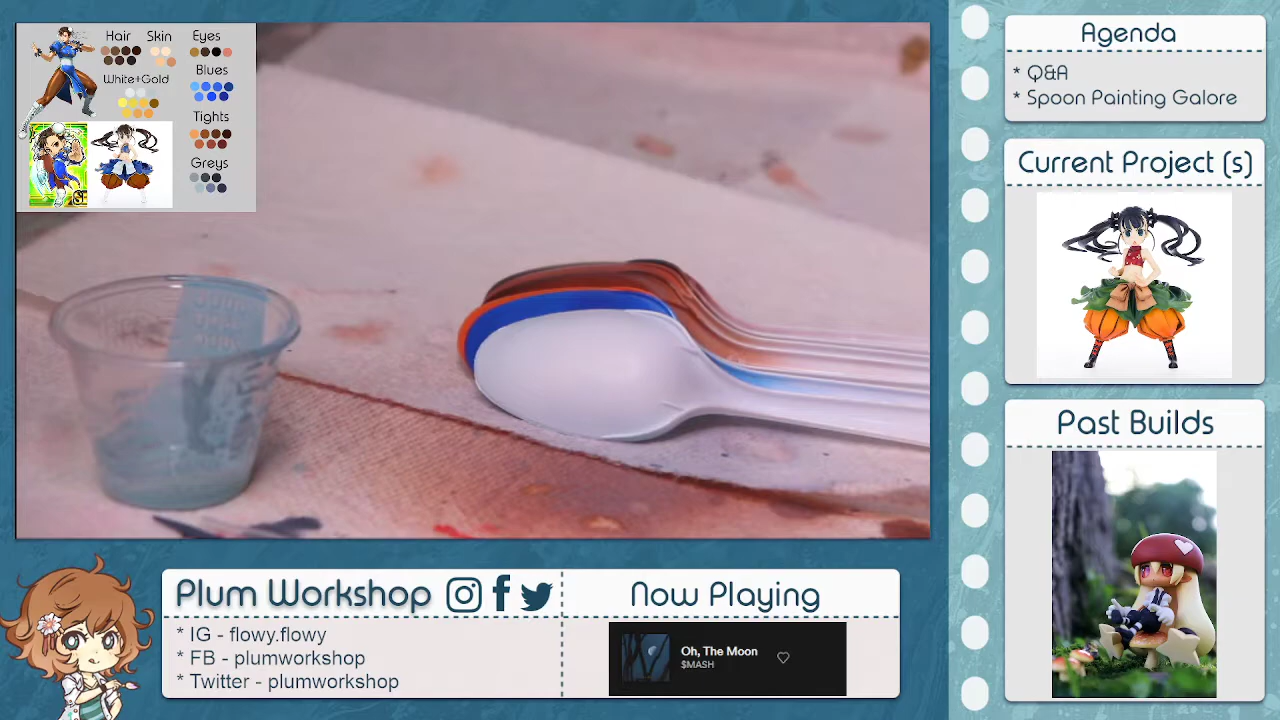 Hair Skin Eyes
White+Gold
Blues
Tights
Greys
Agenda
* Q&A
* Spoon Painting Galore
Current Project (s)
Past Builds
Plum Workshop
* IG - flowy.flowy
* FB - plumworkshop
* Twitter - plumworkshop
Now Playing
Oh, The Moon
$MASH